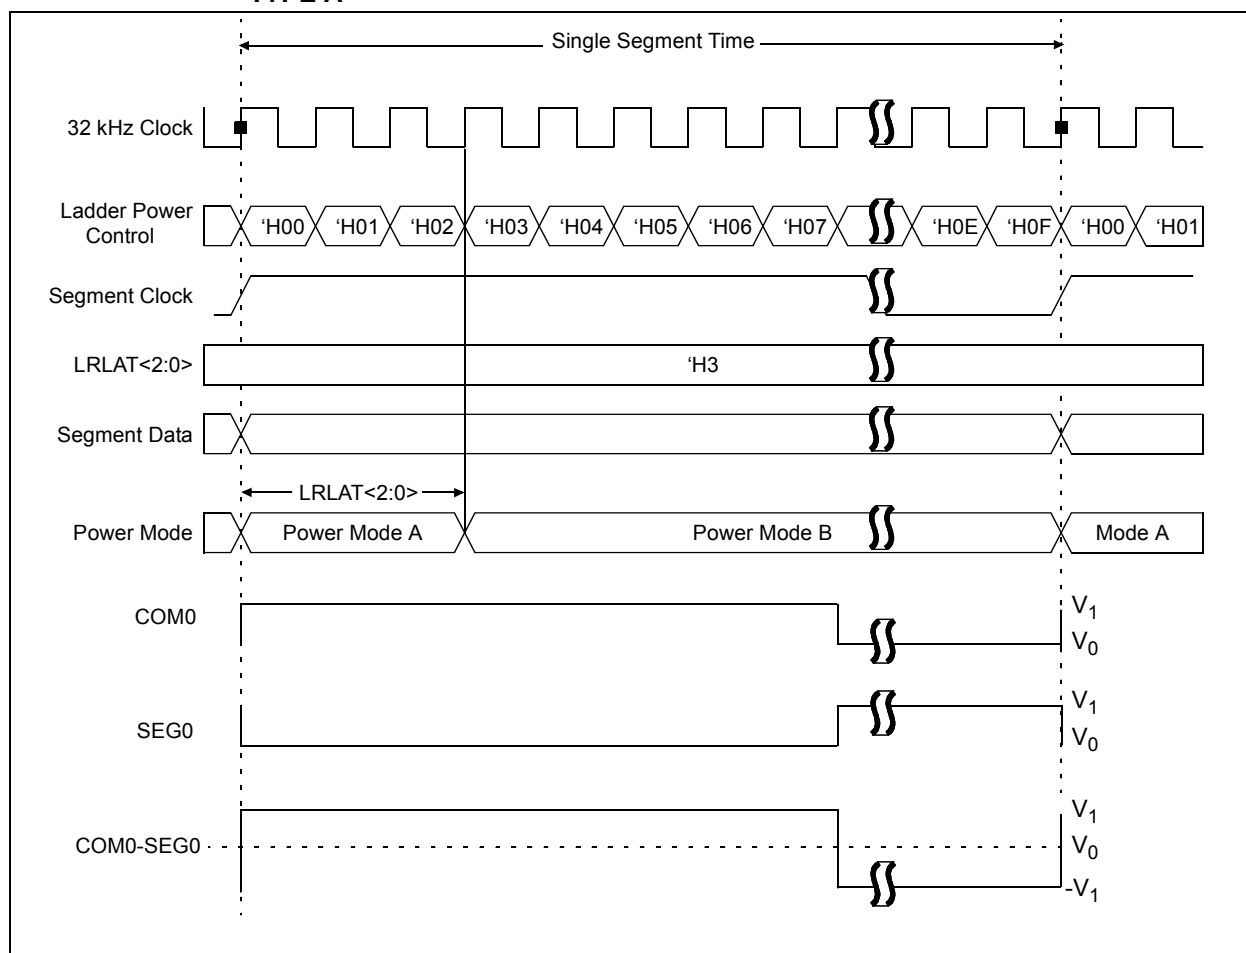 TYPE A
Single Segment Time
32 kHz Clock
Ladder Power
Control
‘H00 ‘H01 ‘H02 ‘H03 ‘H04 ‘H05 ‘H06 ‘H07 ‘H0E ‘H0F ‘H00 ‘H01
Segment Clock
LRLAT<2:0>
‘H3
Segment Data
LRLAT<2:0>
Power Mode
Power Mode A
Power Mode B
Mode A
COM0
V1
V0
SEG0
V1
V0
COM0-SEG0
V1
V0
-V1